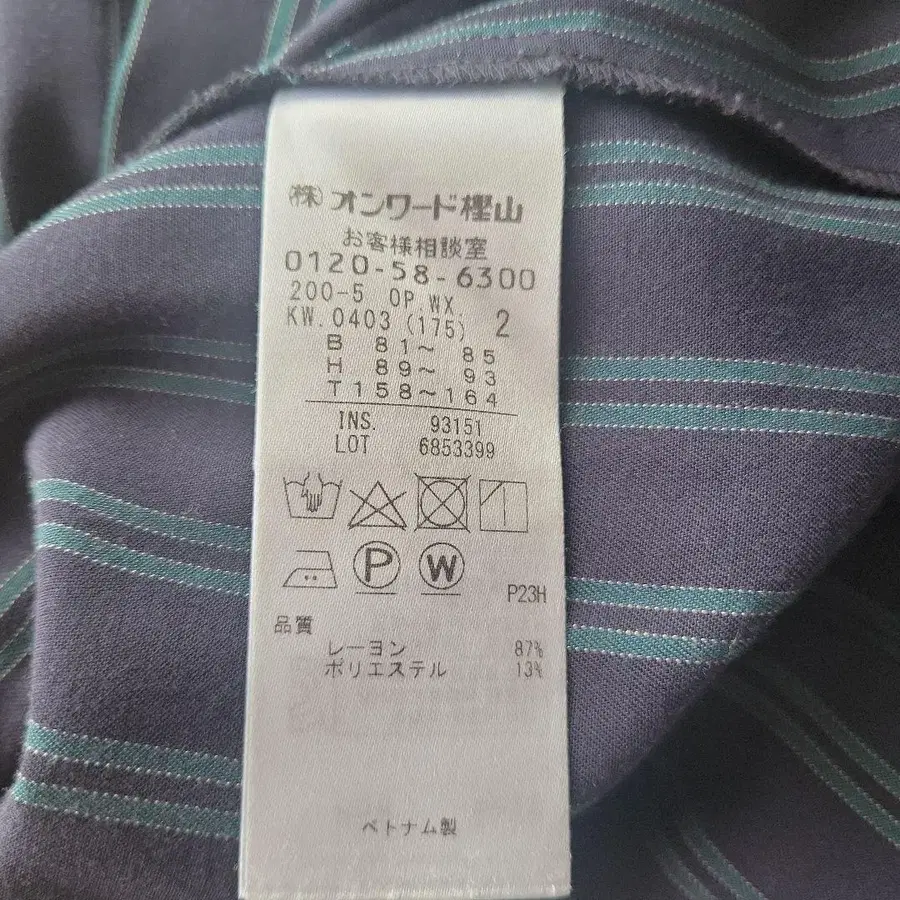 (株)オンワード樫山
お客様相談室
0120-58-6300
200-5 OP.WX.
KW.0403 (175) 2
B 81～ 85
H 89～ 93
T158～164
INS. 93151
LOT 6853399
P W
P23H
品質
レーヨン 87%
ポリエステル 13%
ベトナム製